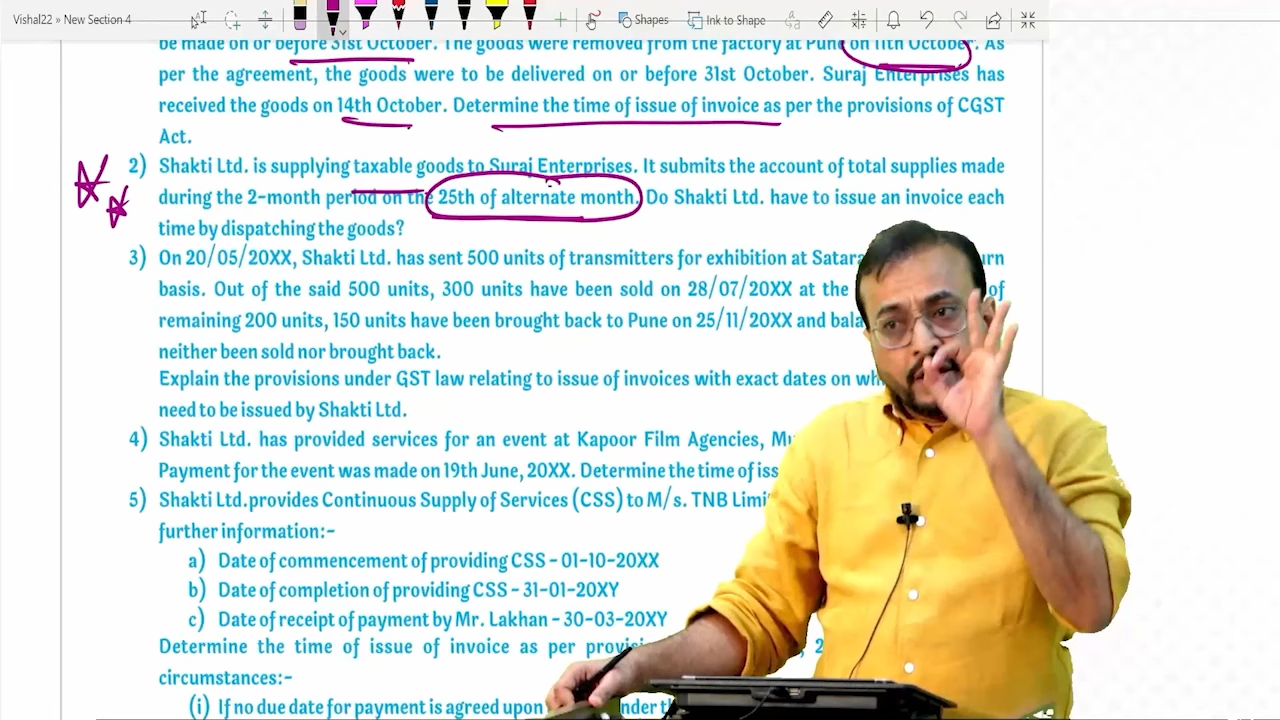 Vishal22 » New Section 4
Shapes
Ink to Shape
be made on or before 31st October. The goods were removed from the factory at Pune on 11th October. As
per the agreement, the goods were to be delivered on or before 31st October. Suraj Enterprises has
received the goods on 14th October. Determine the time of issue of invoice as per the provisions of CGST
Act.
2) Shakti Ltd. is supplying taxable goods to Suraj Enterprises. It submits the account of total supplies made
during the 2-month period on the 25th of alternate month. Do Shakti Ltd. have to issue an invoice each
time by dispatching the goods?
3) On 20/05/20XX, Shakti Ltd. has sent 500 units of transmitters for exhibition at Satara
basis. Out of the said 500 units, 300 units have been sold on 28/07/20XX at the of
remaining 200 units, 150 units have been brought back to Pune on 25/11/20XX and
neither been sold nor brought back.
Explain the provisions under GST law relating to issue of invoices with exact dates on
need to be issued by Shakti Ltd.
4) Shakti Ltd. has provided services for an event at Kapoor Film Agencies,
Payment for the event was made on 19th June, 20XX. Determine the time of
5) Shakti Ltd.provides Continuous Supply of Services (CSS) to M/s. TNB
further information:-
a) Date of commencement of providing CSS - 01-10-20XX
b) Date of completion of providing CSS - 31-01-20XY
c) Date of receipt of payment by Mr. Lakhan - 30-03-20XY
Determine the time of issue of invoice as per
circumstances:-
(i) If no due date for payment is agreed upon